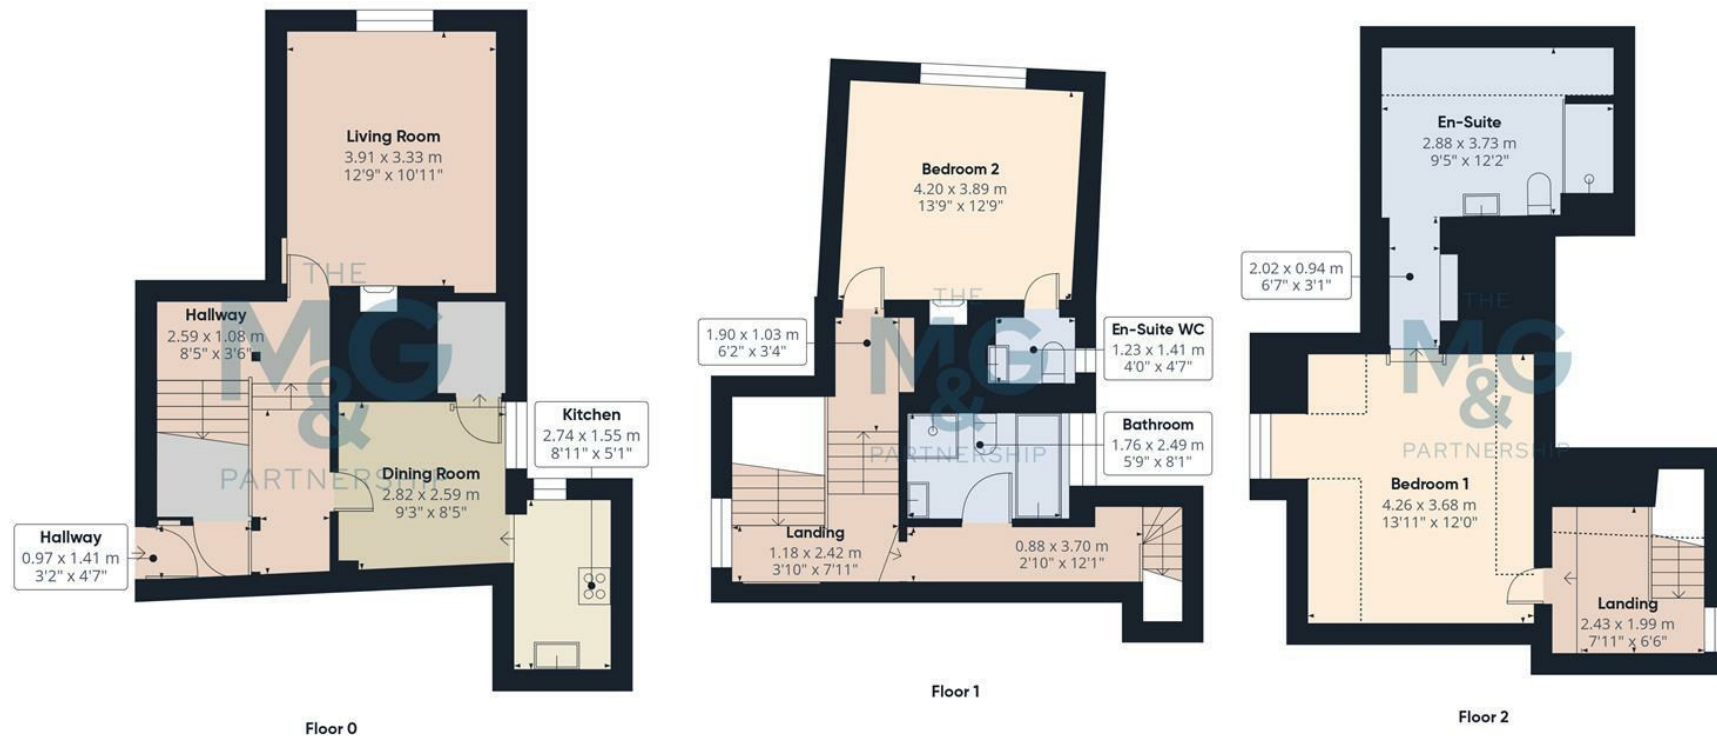 Living Room
3.91 x 3.33 m
12'9" x 10'11"
Hallway
2.59 x 1.08 m
8'5" x 3'6"
Kitchen
2.74 x 1.55 m
8'11" x 5'1"
Dining Room
2.82 x 2.59 m
9'3" x 8'5"
Hallway
0.97 x 1.41 m
3'2" x 4'7"
THE
M&G
PARTNERSHIP
Floor 0
Bedroom 2
4.20 x 3.89 m
13'9" x 12'9"
1.90 x 1.03 m
6'2" x 3'4"
En-Suite WC
1.23 x 1.41 m
4'0" x 4'7"
Bathroom
1.76 x 2.49 m
5'9" x 8'1"
Landing
1.18 x 2.42 m
3'10" x 7'11"
0.88 x 3.70 m
2'10" x 12'1"
THE
M&G
PARTNERSHIP
Floor 1
En-Suite
2.88 x 3.73 m
9'5" x 12'2"
2.02 x 0.94 m
6'7" x 3'1"
Bedroom 1
4.26 x 3.68 m
13'11" x 12'0"
Landing
2.43 x 1.99 m
7'11" x 6'6"
THE
M&G
PARTNERSHIP
Floor 2